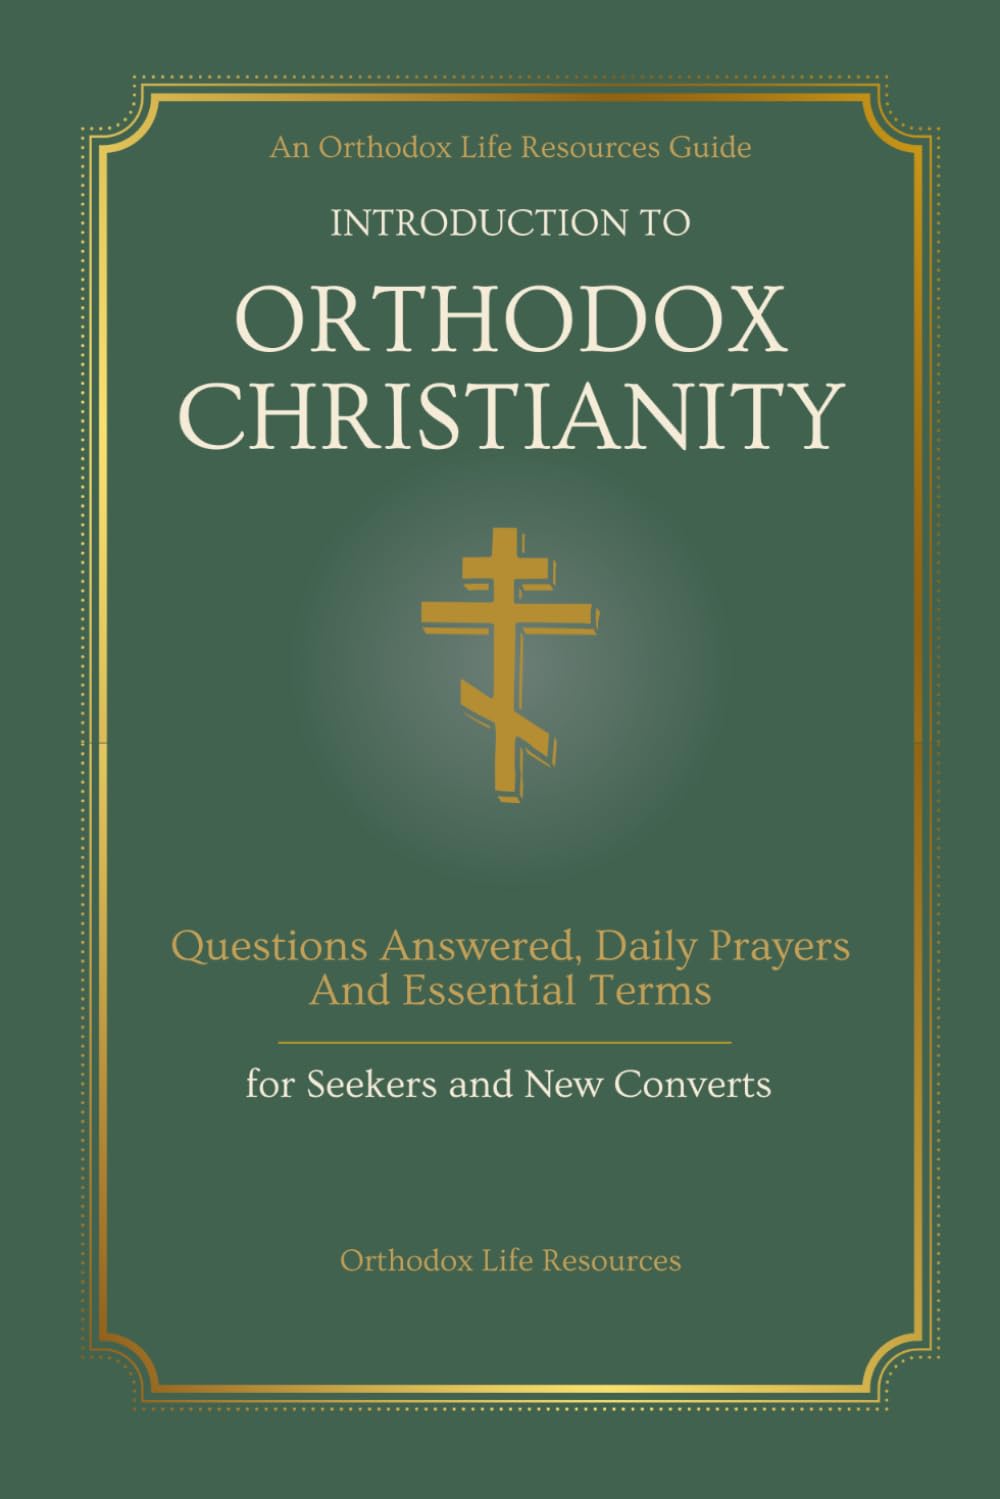 An Orthodox Life Resources Guide
INTRODUCTION TO
ORTHODOX
CHRISTIANITY
Questions Answered, Daily Prayers
And Essential Terms
for Seekers and New Converts
Orthodox Life Resources